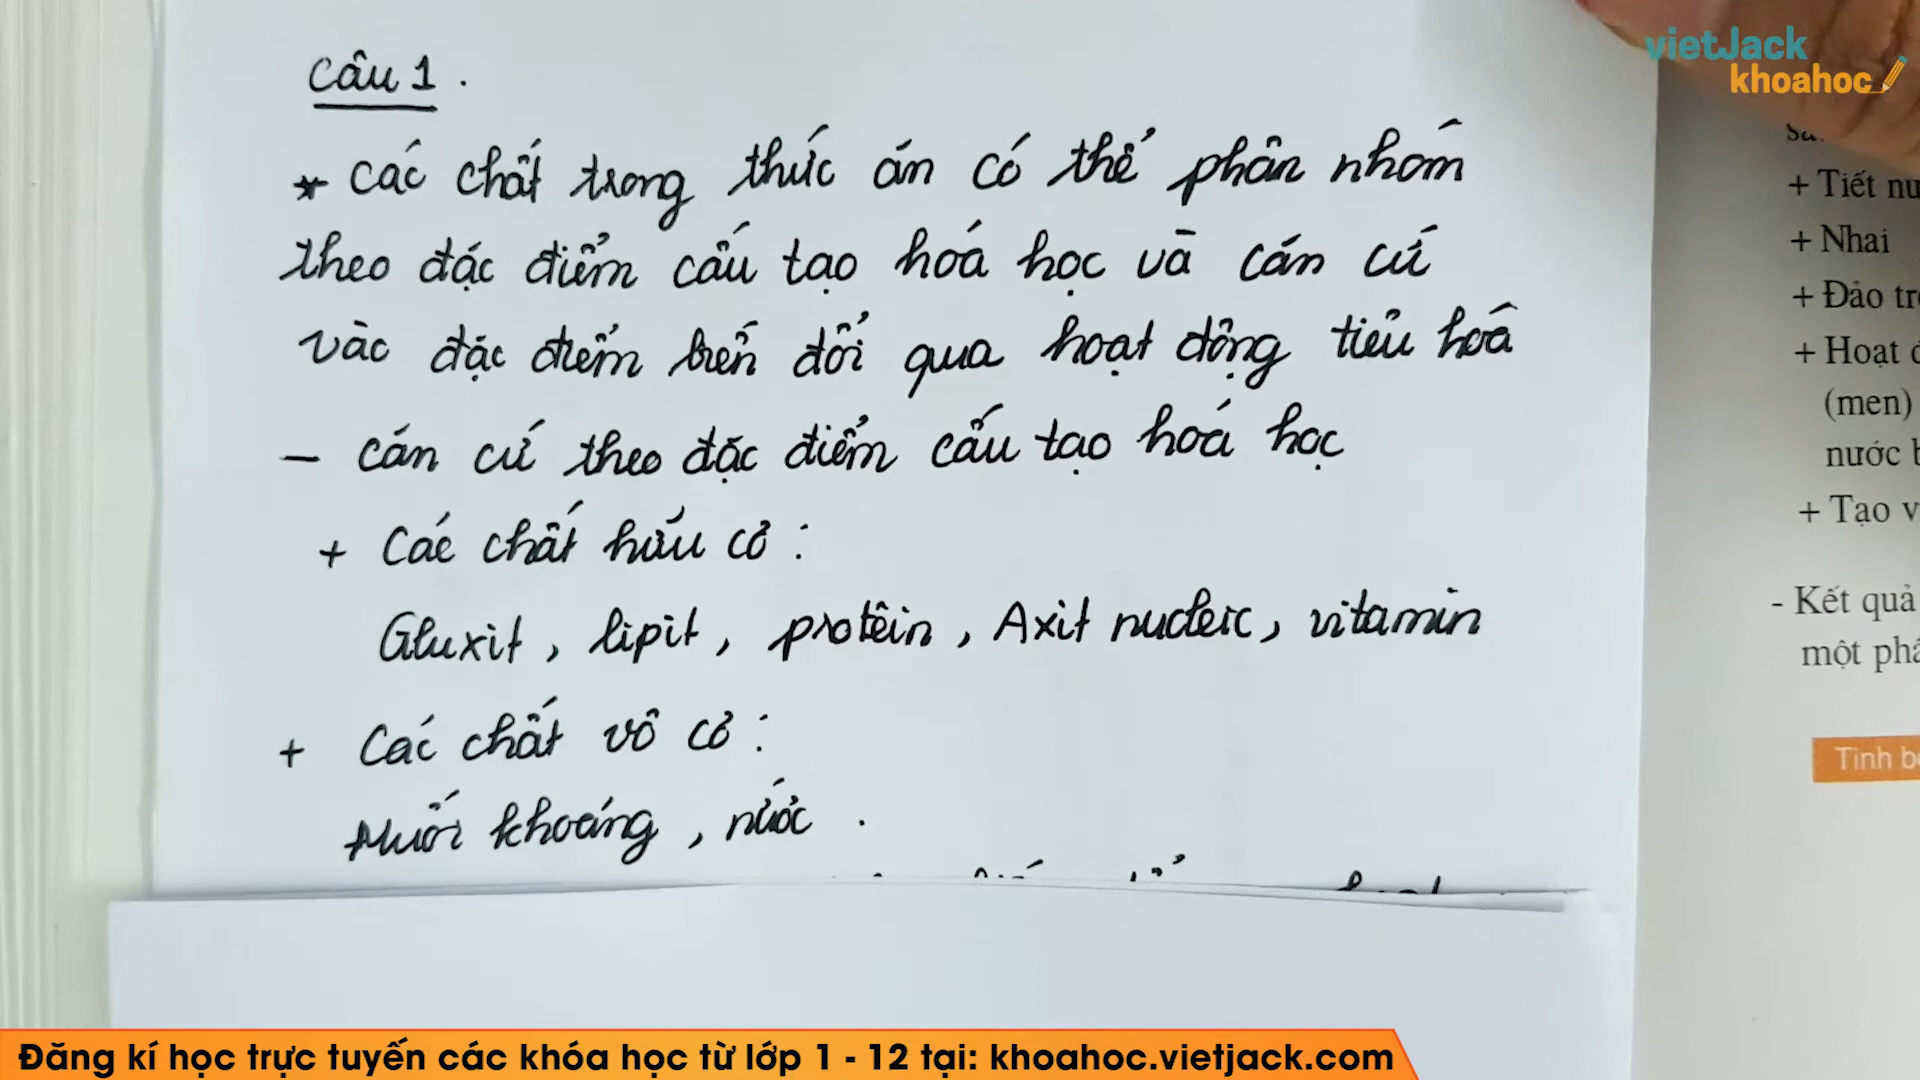 Câu 1.
* Các chất trong thức ăn có thể phân nhóm
theo đặc điểm cấu tạo hoá học và căn cứ
vào đặc điểm biến đổi qua hoạt động tiêu hoá
- căn cứ theo đặc điểm cấu tạo hoá học
+ Các chất hữu cơ:
Gluxit, lipit, protêin, Axit nucleic, vitamin
+ Các chất vô cơ:
Muối khoáng, nước.
vietJack
khoahoc
+ Tiết
+ Nhai
+ Đảo
+ Hoạt
(men)
nước
+ Tạo
- Kết quả
một
Tinh
Đăng kí học trực tuyến các khóa học từ lớp 1 - 12 tại: khoahoc.vietjack.com